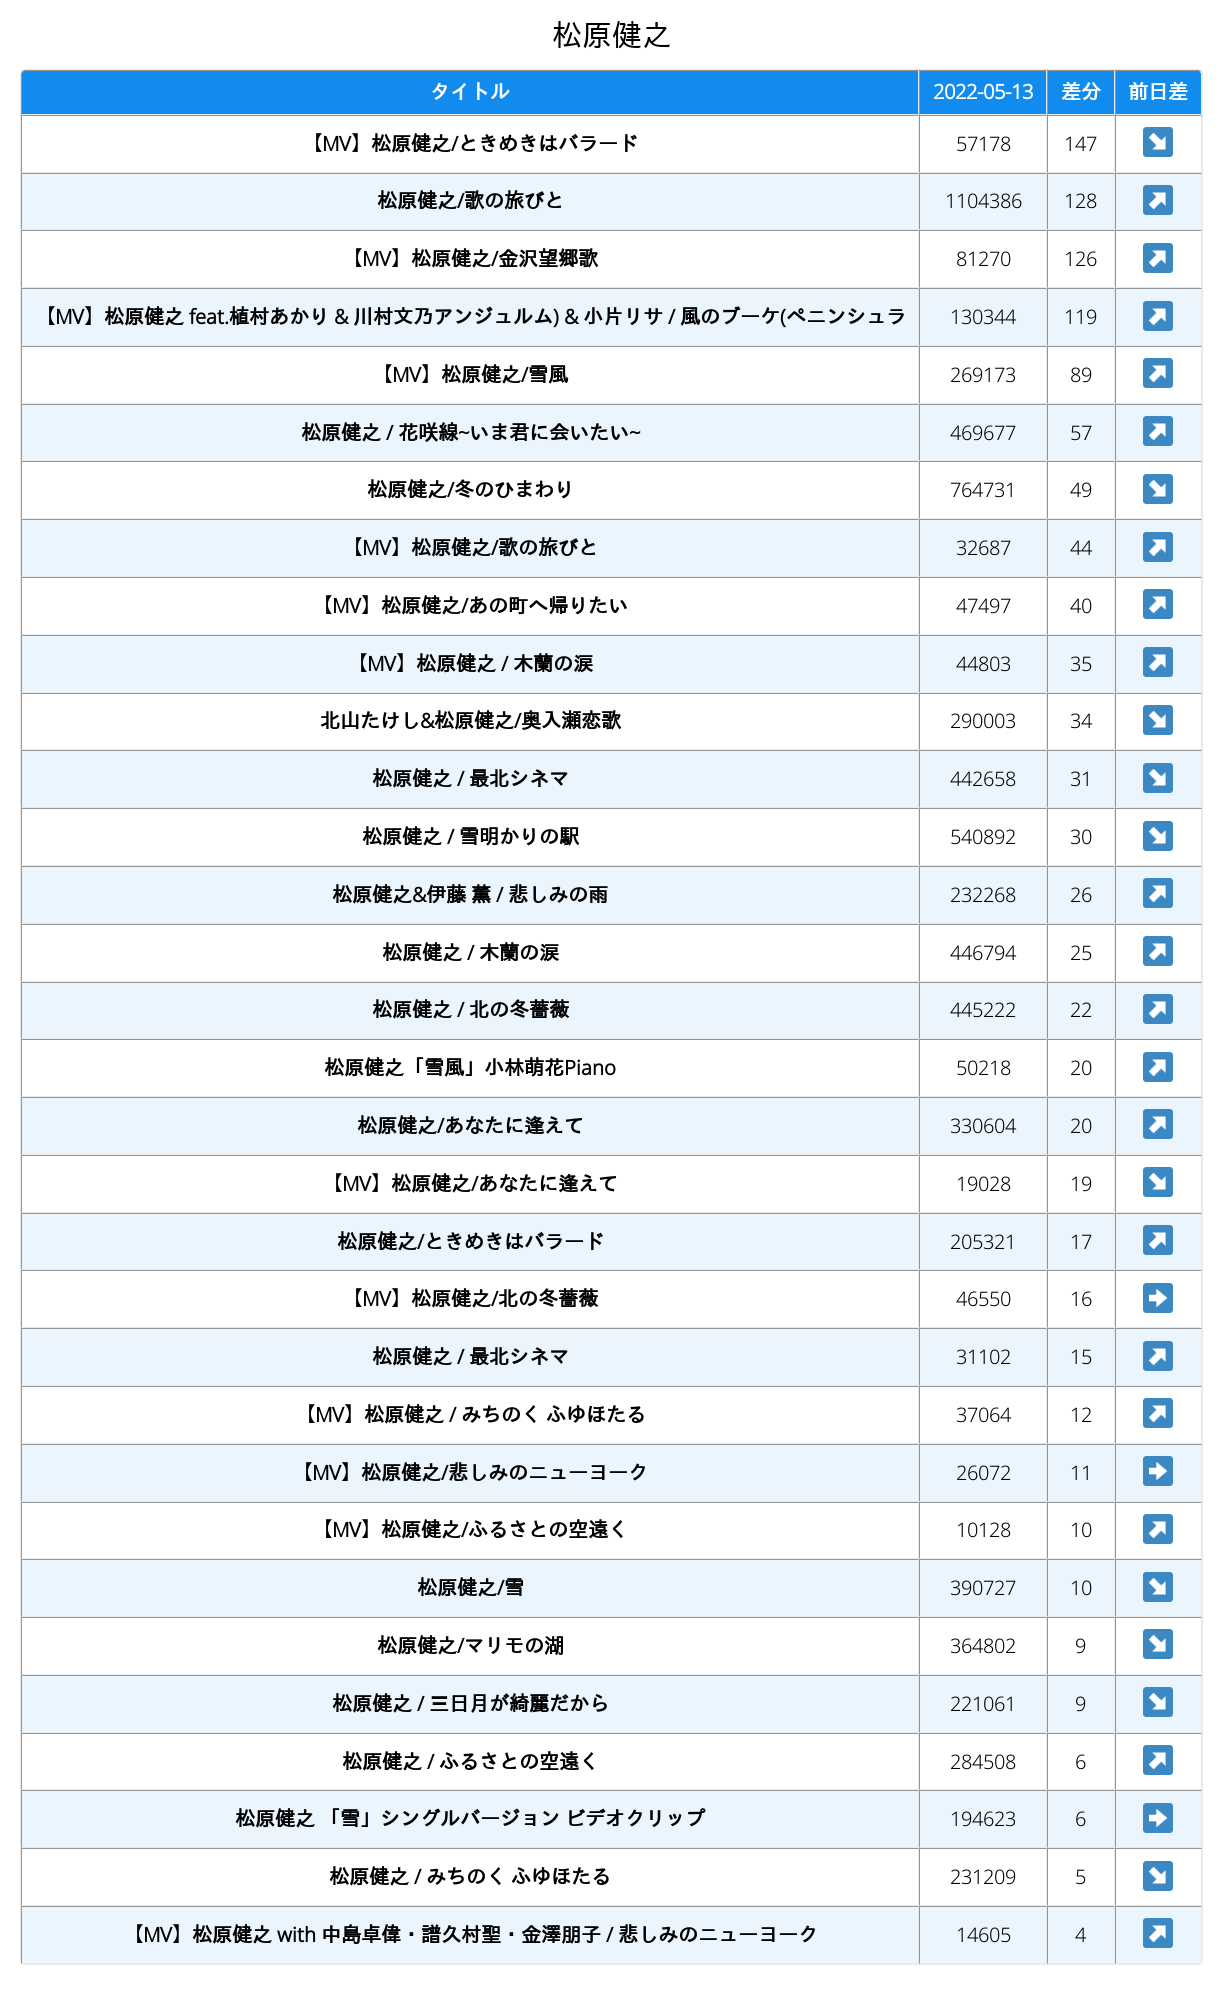 松原健之
タイトル 2022-05-13 差分 前日差
【MV】松原健之/ときめきはバラード 57178 147
松原健之/歌の旅びと 1104386 128
【MV】松原健之/金沢望郷歌 81270 126
【MV】松原健之 feat.植村あかり & 川村文乃アンジュルム) & 小片リサ / 風のブーケ(ペニンシュラ 130344 119
【MV】松原健之/雪風 269173 89
松原健之 / 花咲線~いま君に会いたい~ 469677 57
松原健之/冬のひまわり 764731 49
【MV】松原健之/歌の旅びと 32687 44
【MV】松原健之/あの町へ帰りたい 47497 40
【MV】松原健之 / 木蘭の涙 44803 35
北山たけし&松原健之/奥入瀬恋歌 290003 34
松原健之 / 最北シネマ 442658 31
松原健之 / 雪明かりの駅 540892 30
松原健之&伊藤 薫 / 悲しみの雨 232268 26
松原健之 / 木蘭の涙 446794 25
松原健之 / 北の冬薔薇 445222 22
松原健之「雪風」小林萌花Piano 50218 20
松原健之/あなたに逢えて 330604 20
【MV】松原健之/あなたに逢えて 19028 19
松原健之/ときめきはバラード 205321 17
【MV】松原健之/北の冬薔薇 46550 16
松原健之 / 最北シネマ 31102 15
【MV】松原健之 / みちのく ふゆほたる 37064 12
【MV】松原健之/悲しみのニューヨーク 26072 11
【MV】松原健之/ふるさとの空遠く 10128 10
松原健之/雪 390727 10
松原健之/マリモの湖 364802 9
松原健之 / 三日月が綺麗だから 221061 9
松原健之 / ふるさとの空遠く 284508 6
松原健之 「雪」シングルバージョン ビデオクリップ 194623 6
松原健之 / みちのく ふゆほたる 231209 5
【MV】松原健之 with 中島卓偉・譜久村聖・金澤朋子 / 悲しみのニューヨーク 14605 4